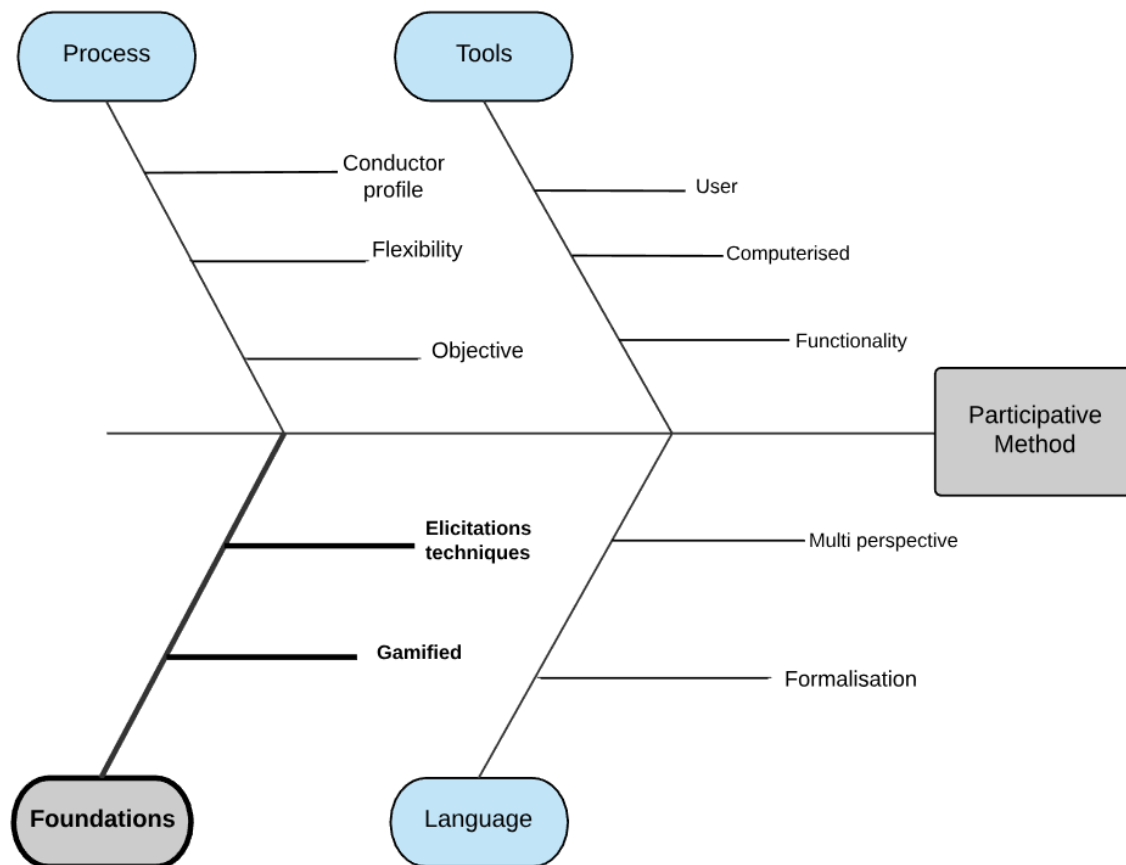 Process
Tools
Conductor
profile
User
Flexibility
Computerised
Objective
Functionality
Participative
Method
Elicitations
techniques
Multi perspective
Gamified
Formalisation
Foundations
Language